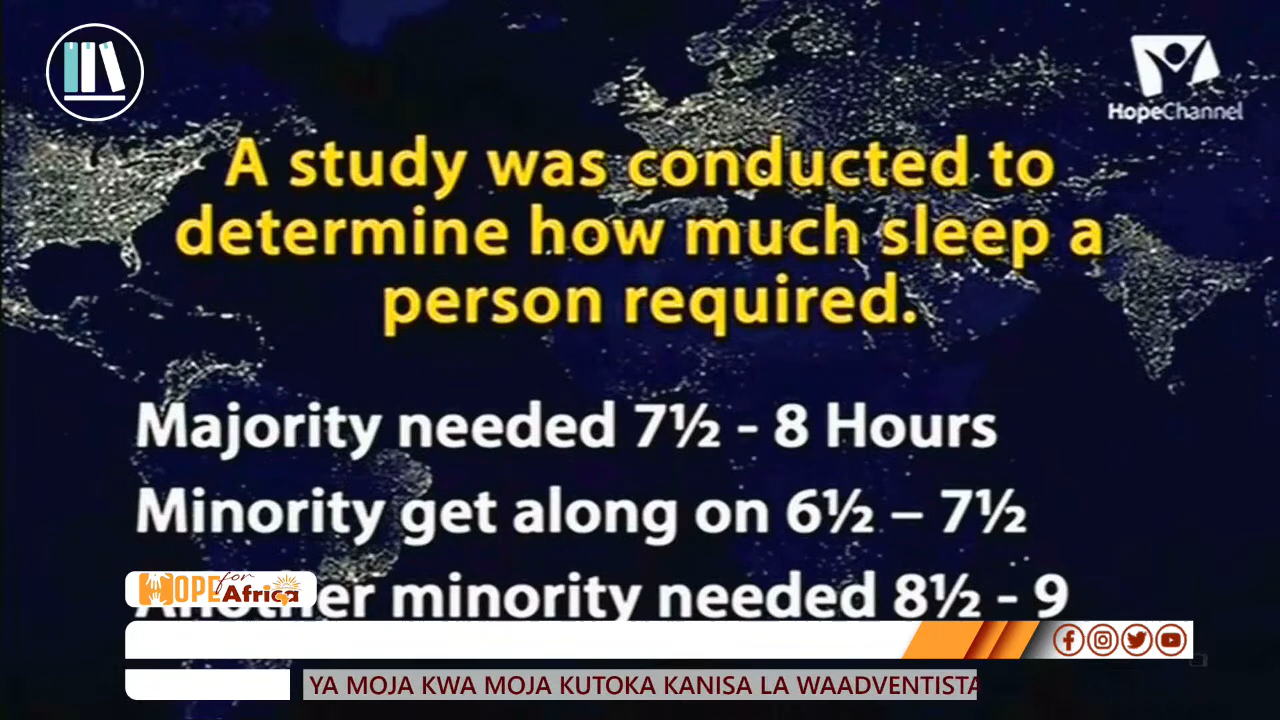 HopeChannel
A study was conducted to
determine how much sleep a
person required.
Majority needed 7½ - 8 Hours
Minority get along on 6½ – 7½
Another minority needed 8½ - 9
HOPE for Africa
YA MOJA KWA MOJA KUTOKA KANISA LA WAADVENTISTA